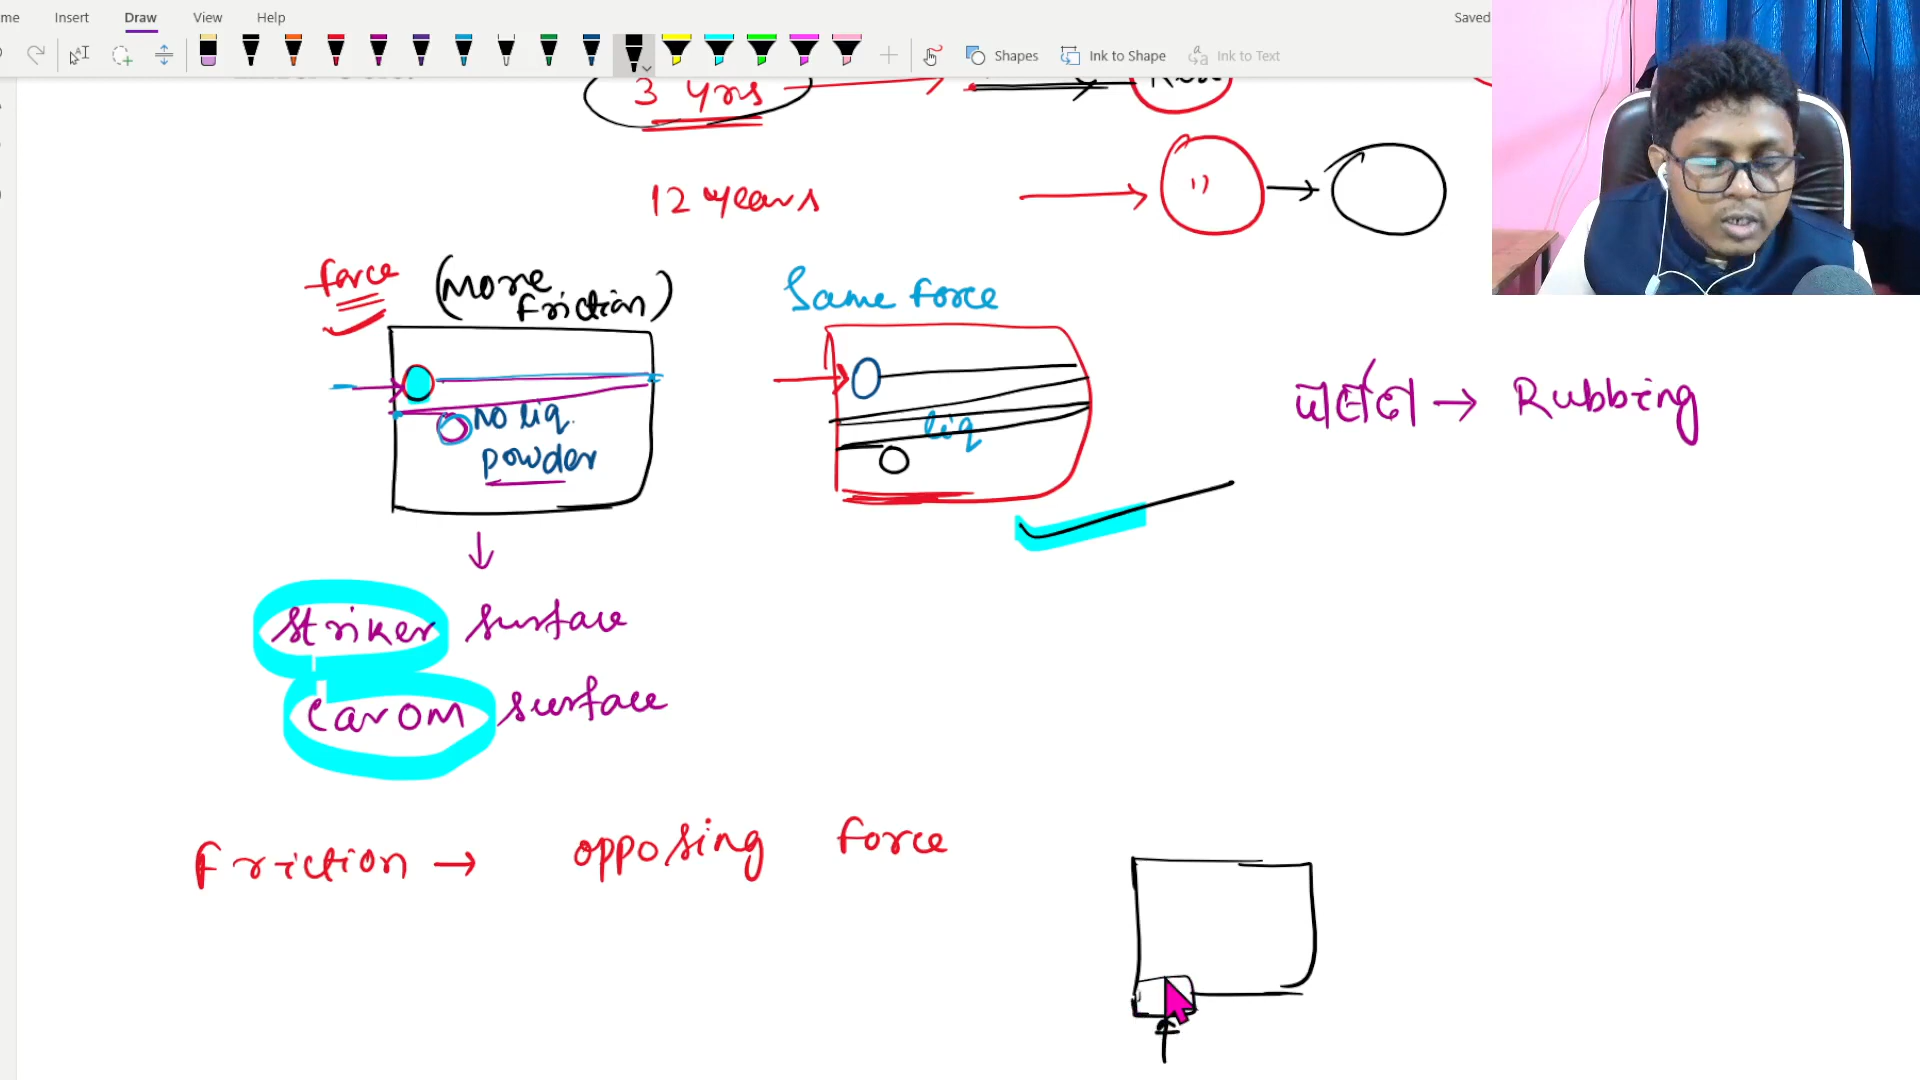 Insert Draw View Help Saved
Shapes Ink to Shape Ink to Text
3 yrs
12 years
force (More friction) Same force
No liq.
powder
liq
ঘর্ষণ → Rubbing
Striker surface
Carom surface
Friction → opposing force